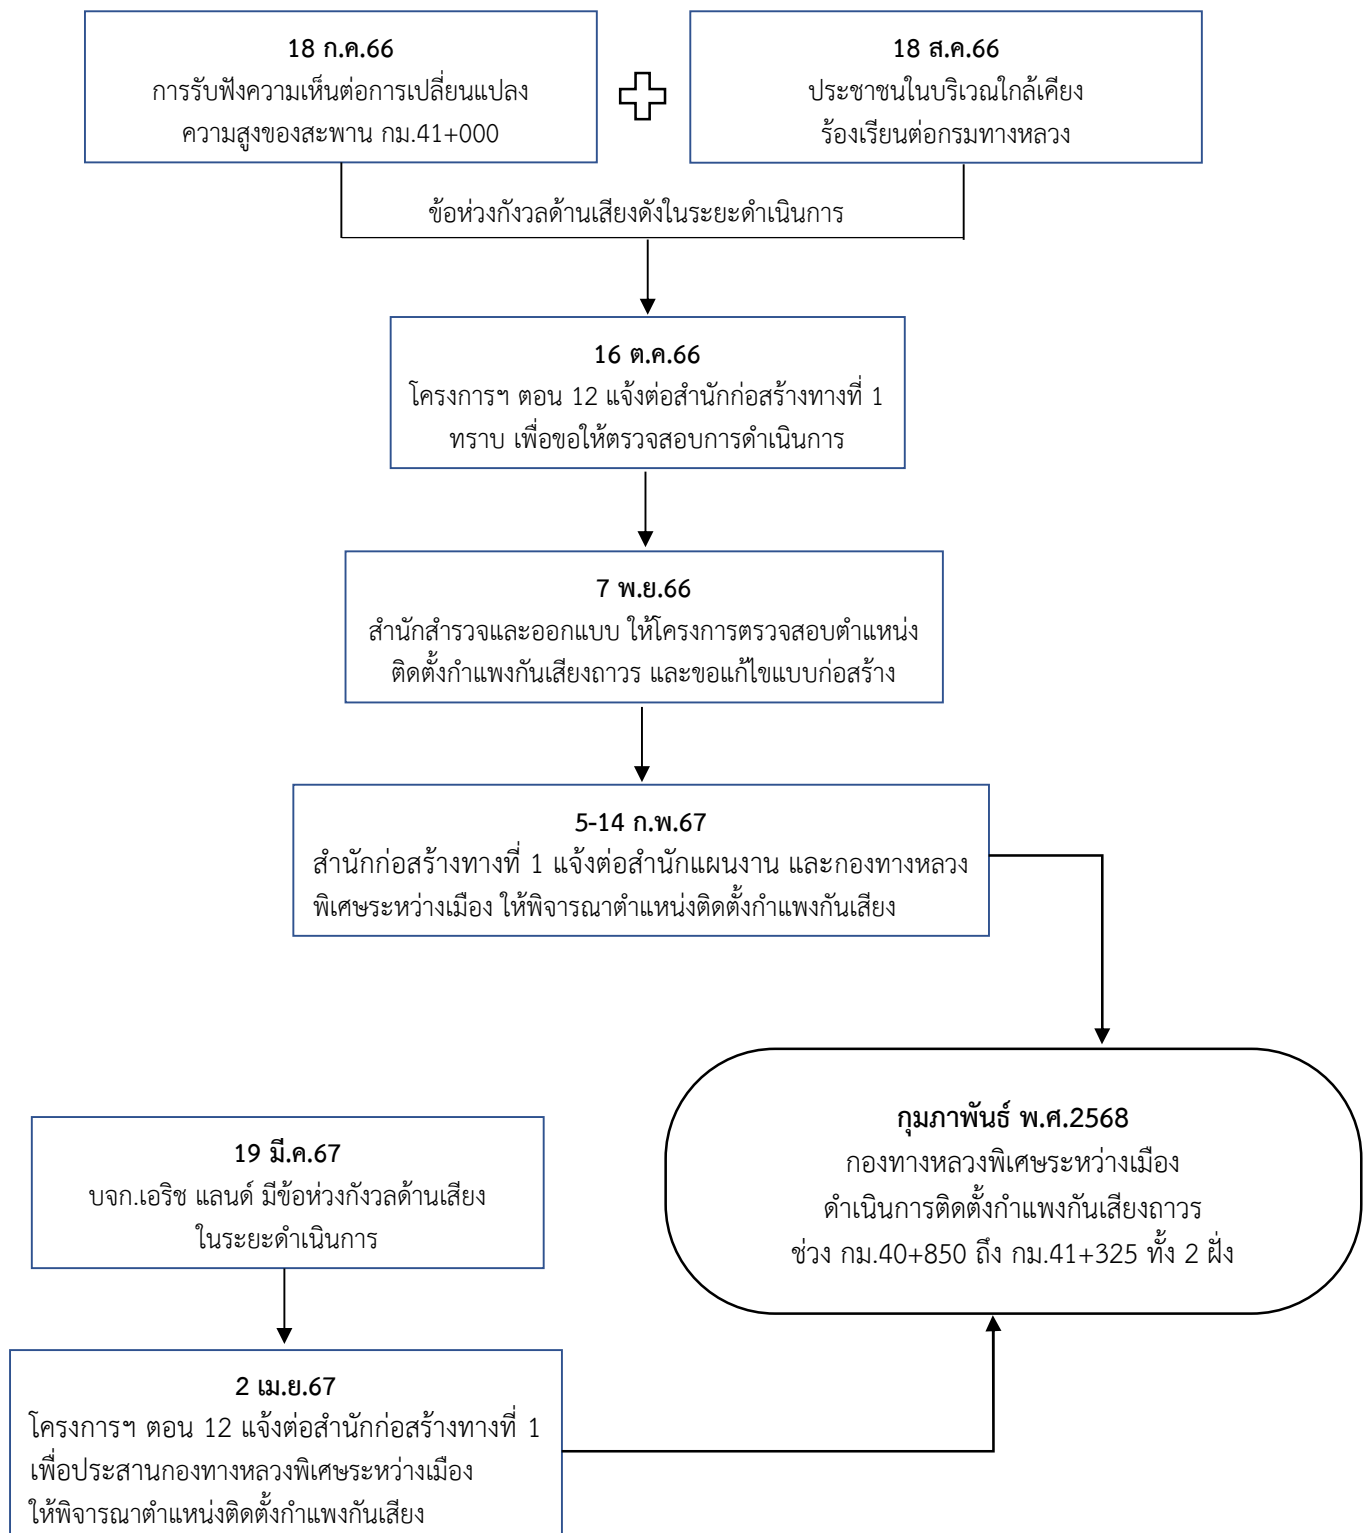 18 ก.ค.66
การรับฟังความเห็นต่อการเปลี่ยนแปลง
ความสูงของสะพาน กม.41+000
18 ส.ค.66
ประชาชนในบริเวณใกล้เคียง
ร้องเรียนต่อกรมทางหลวง
ข้อห่วงกังวลด้านเสียงดังในระยะดำเนินการ
16 ต.ค.66
โครงการฯ ตอน 12 แจ้งต่อสำนักก่อสร้างทางที่ 1
ทราบ เพื่อขอให้ตรวจสอบการดำเนินการ
7 พ.ย.66
สำนักสำรวจและออกแบบ ให้โครงการตรวจสอบตำแหน่ง
ติดตั้งกำแพงกันเสียงถาวร และขอแก้ไขแบบก่อสร้าง
5-14 ก.พ.67
สำนักก่อสร้างทางที่ 1 แจ้งต่อสำนักแผนงาน และกองทางหลวง
พิเศษระหว่างเมือง ให้พิจารณาตำแหน่งติดตั้งกำแพงกันเสียง
กุมภาพันธ์ พ.ศ.2568
กองทางหลวงพิเศษระหว่างเมือง
ดำเนินการติดตั้งกำแพงกันเสียงถาวร
ช่วง กม.40+850 ถึง กม.41+325 ทั้ง 2 ฝั่ง
19 มี.ค.67
บจก.เอริช แลนด์ มีข้อห่วงกังวลด้านเสียง
ในระยะดำเนินการ
2 เม.ย.67
โครงการฯ ตอน 12 แจ้งต่อสำนักก่อสร้างทางที่ 1
เพื่อประสานกองทางหลวงพิเศษระหว่างเมือง
ให้พิจารณาตำแหน่งติดตั้งกำแพงกันเสียง